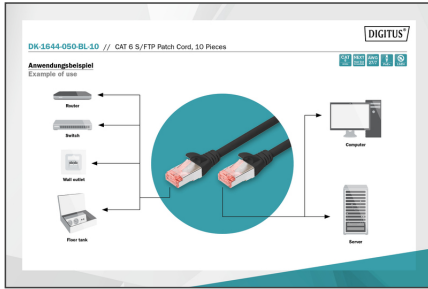 DIGITUS®
DK-1644-050-BL-10 // CAT 6 S/FTP Patch Cord, 10 Pieces
Anwendungsbeispiel
Example of use
Router
Switch
Wall outlet
Floor tank
Computer
Server